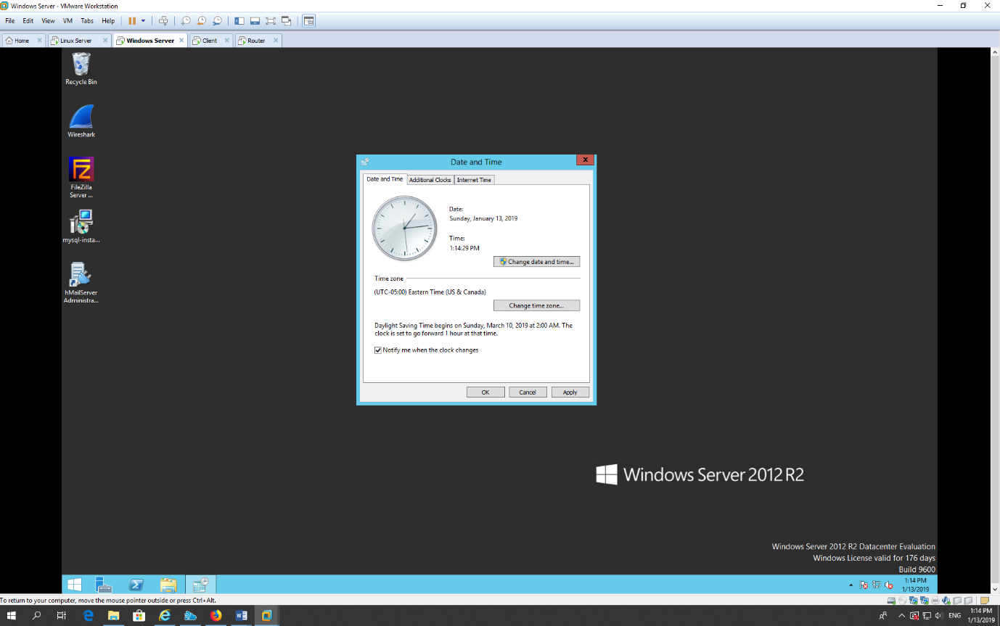 Windows Server - VMware Workstation
File Edit View VM Tabs Help
Home Linux Server Windows Server Client Router
Recycle Bin
Wireshark
FileZilla
Server ...
mysql-insta...
hMailServer
Administra...
Date and Time
Date and Time Additional Clocks Internet Time
Date:
Sunday, January 13, 2019
Time:
1:14:29 PM
Change date and time...
Time zone
(UTC-05:00) Eastern Time (US & Canada)
Change time zone...
Daylight Saving Time begins on Sunday, March 10, 2019 at 2:00 AM. The
clock is set to go forward 1 hour at that time.
Notify me when the clock changes
OK Cancel Apply
Windows Server 2012 R2
Windows Server 2012 R2 Datacenter Evaluation
Windows License valid for 176 days
Build 9600
1:14 PM
1/13/2019
To return to your computer, move the mouse pointer outside or press Ctrl+Alt.
ENG
1:14 PM
1/13/2019